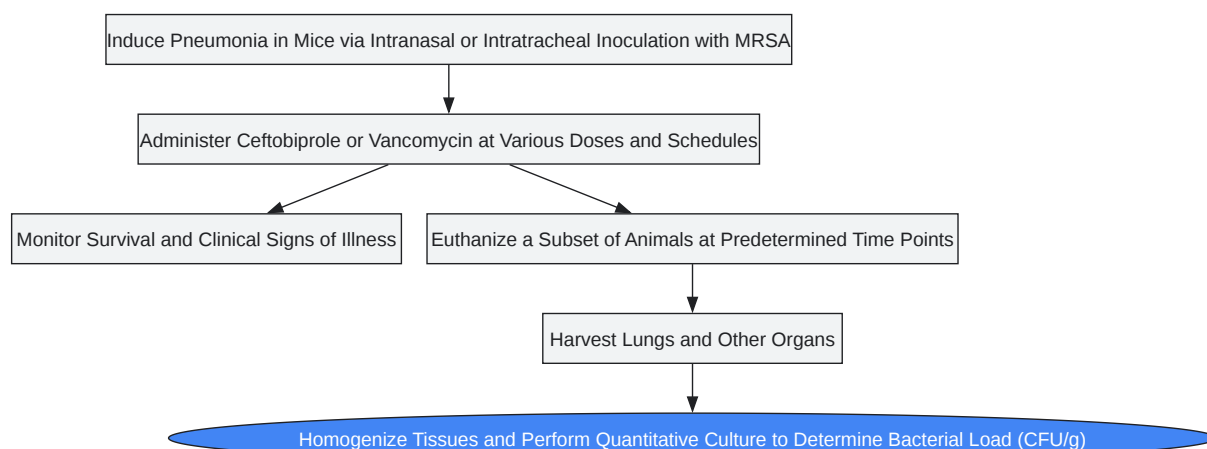 Induce Pneumonia in Mice via Intranasal or Intratracheal Inoculation with MRSA
Administer Ceftobiprole or Vancomycin at Various Doses and Schedules
Monitor Survival and Clinical Signs of Illness
Euthanize a Subset of Animals at Predetermined Time Points
Harvest Lungs and Other Organs
Homogenize Tissues and Perform Quantitative Culture to Determine Bacterial Load (CFU/g)